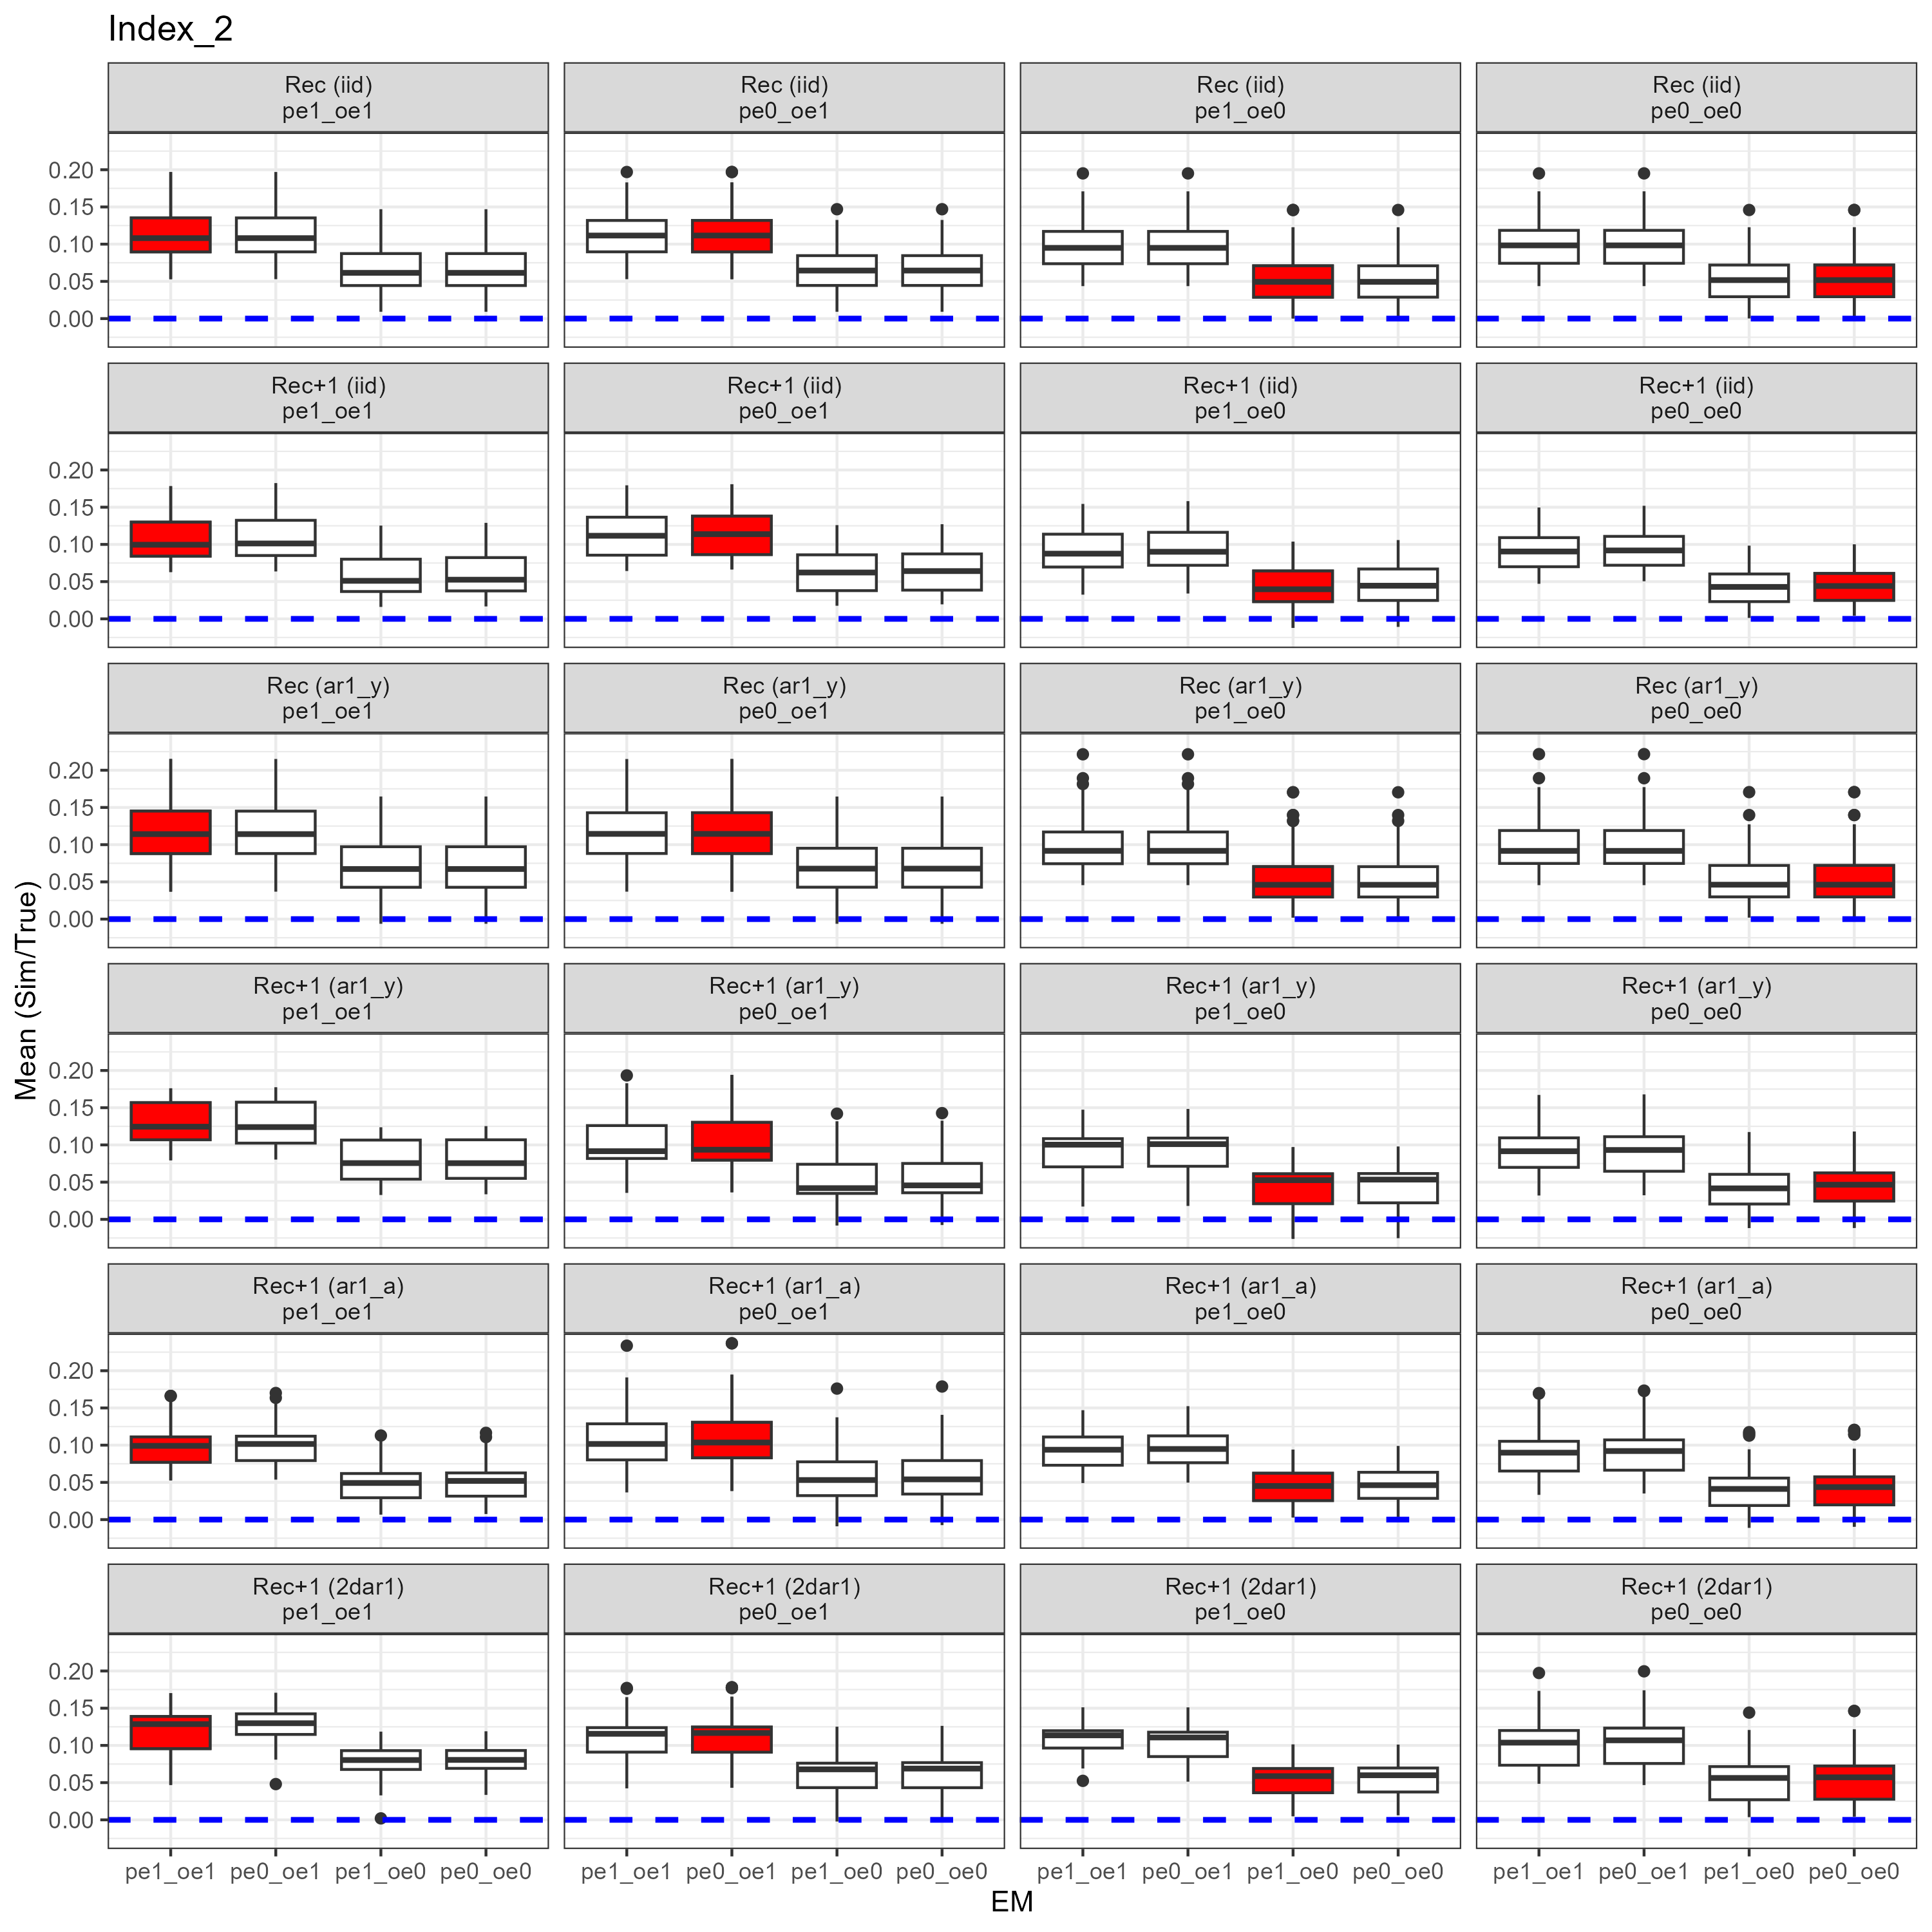 Index_2
Rec (iid) Rec (iid) Rec (iid) Rec (iid)
pe1_oe1 pe0_oe1 pe1_oe0 pe0_oe0
0.20
0.15
0.10
0.05
0.00
Rec+1 (iid) Rec+1 (iid) Rec+1 (iid) Rec+1 (iid)
pe1_oe1 pe0_oe1 pe1_oe0 pe0_oe0
0.20
0.15
0.10
0.05
0.00
Rec (ar1_y) Rec (ar1_y) Rec (ar1_y) Rec (ar1_y)
pe1_oe1 pe0_oe1 pe1_oe0 pe0_oe0
0.20
0.15
0.10
0.05
0.00
Mean (Sim/True)
Rec+1 (ar1_y) Rec+1 (ar1_y) Rec+1 (ar1_y) Rec+1 (ar1_y)
pe1_oe1 pe0_oe1 pe1_oe0 pe0_oe0
0.20
0.15
0.10
0.05
0.00
Rec+1 (ar1_a) Rec+1 (ar1_a) Rec+1 (ar1_a) Rec+1 (ar1_a)
pe1_oe1 pe0_oe1 pe1_oe0 pe0_oe0
0.20
0.15
0.10
0.05
0.00
Rec+1 (2dar1) Rec+1 (2dar1) Rec+1 (2dar1) Rec+1 (2dar1)
pe1_oe1 pe0_oe1 pe1_oe0 pe0_oe0
0.20
0.15
0.10
0.05
0.00
pe1_oe1 pe0_oe1 pe1_oe0 pe0_oe0 pe1_oe1 pe0_oe1 pe1_oe0 pe0_oe0 pe1_oe1 pe0_oe1 pe1_oe0 pe0_oe0 pe1_oe1 pe0_oe1 pe1_oe0 pe0_oe0
EM